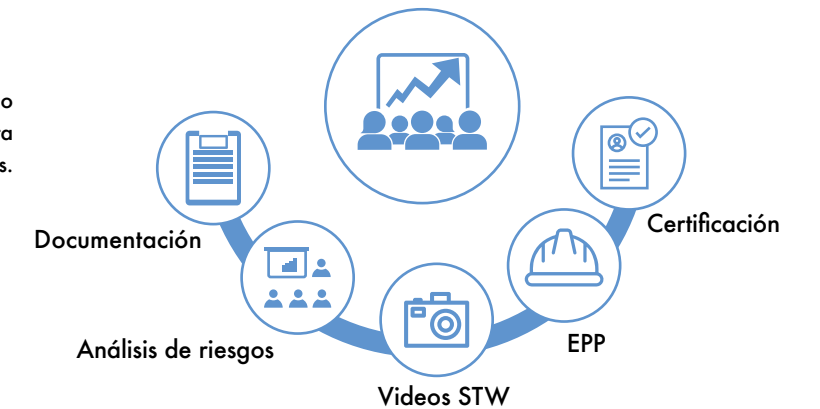 o
a
s.
Documentación
Certificación
Análisis de riesgos
EPP
Videos STW